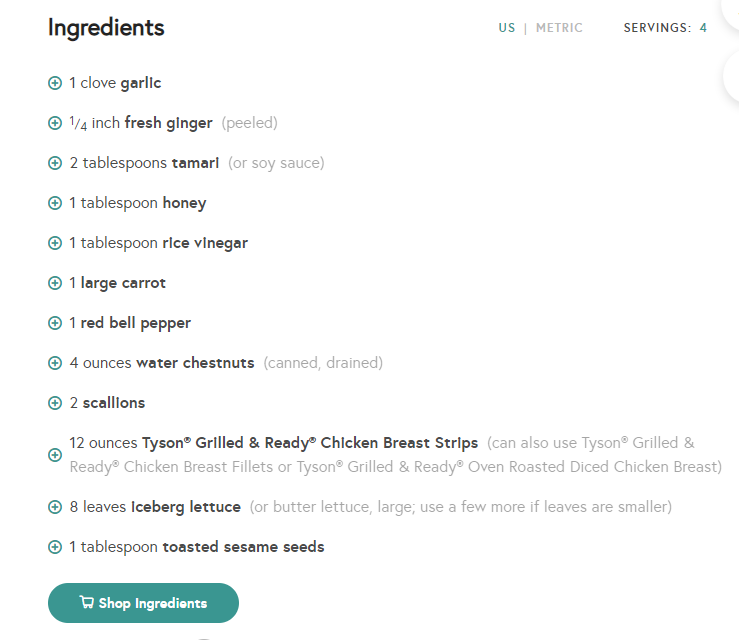 Ingredients
US | METRIC SERVINGS: 4
1 clove garlic
1/4 inch fresh ginger (peeled)
2 tablespoons tamari (or soy sauce)
1 tablespoon honey
1 tablespoon rice vinegar
1 large carrot
1 red bell pepper
4 ounces water chestnuts (canned, drained)
2 scallions
12 ounces Tyson® Grilled & Ready® Chicken Breast Strips (can also use Tyson® Grilled &
Ready® Chicken Breast Fillets or Tyson® Grilled & Ready® Oven Roasted Diced Chicken Breast)
8 leaves iceberg lettuce (or butter lettuce, large; use a few more if leaves are smaller)
1 tablespoon toasted sesame seeds
Shop Ingredients